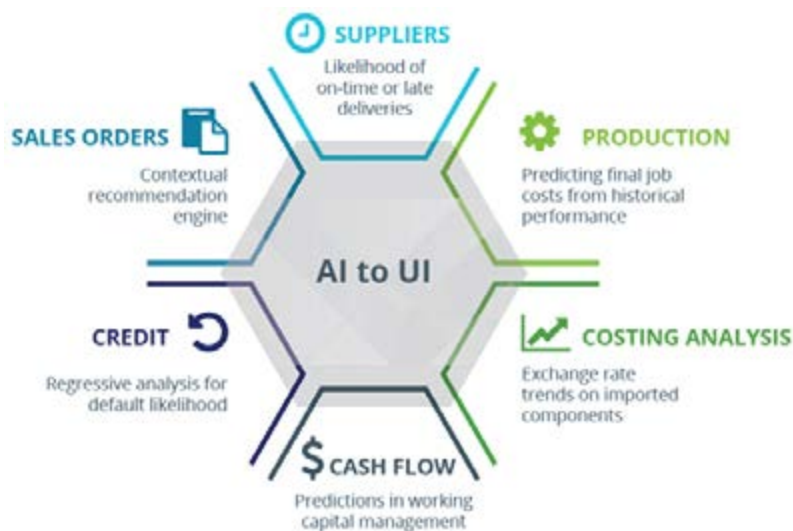 SUPPLIERS
Likelihood of
on-time or late
deliveries
SALES ORDERS
Contextual
recommendation
engine
PRODUCTION
Predicting final job
costs from historical
performance
AI to UI
CREDIT
Regressive analysis for
default likelihood
COSTING ANALYSIS
Exchange rate
trends on imported
components
$ CASH FLOW
Predictions in working
capital management